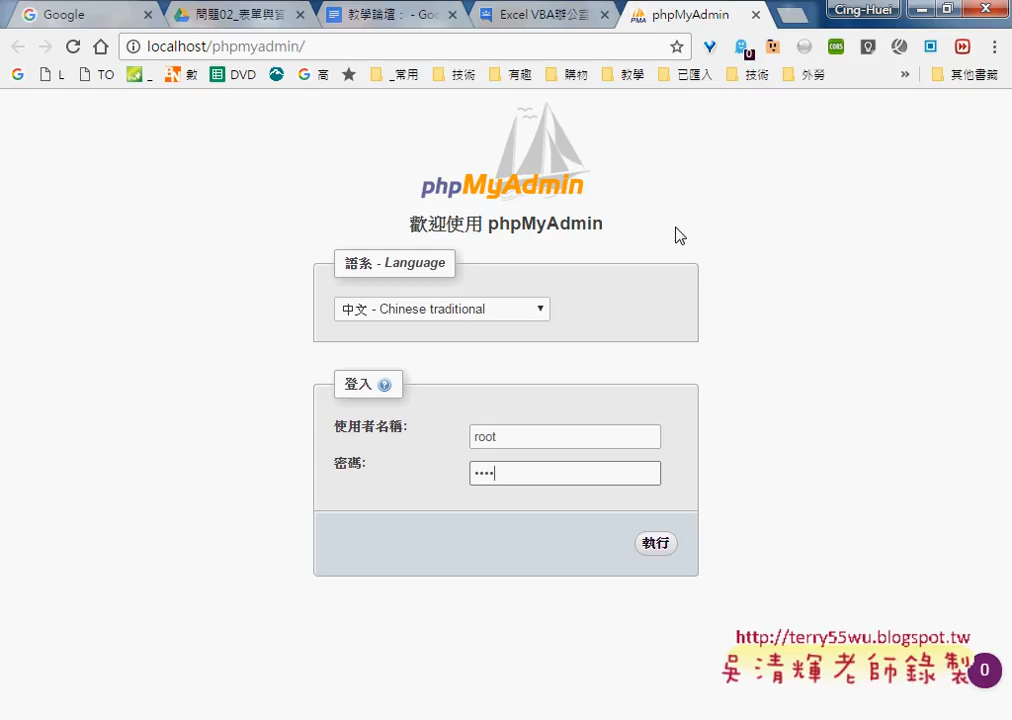 Google
問題02_表單與資
教學論壇： - Goo
Excel VBA辦公室
phpMyAdmin
Cing-Huei
localhost/phpmyadmin/
0
CORS
L
TO
_
數
DVD
高
_常用
技術
有趣
購物
教學
已匯入
技術
外勞
»
其他書籤
phpMyAdmin
歡迎使用 phpMyAdmin
語系 - Language
中文 - Chinese traditional
登入
使用者名稱:
root
密碼:
••••
執行
http://terry55wu.blogspot.tw
吳清輝老師錄製
0